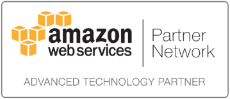 amazon
web services
Partner
Network
ADVANCED TECHNOLOGY PARTNER